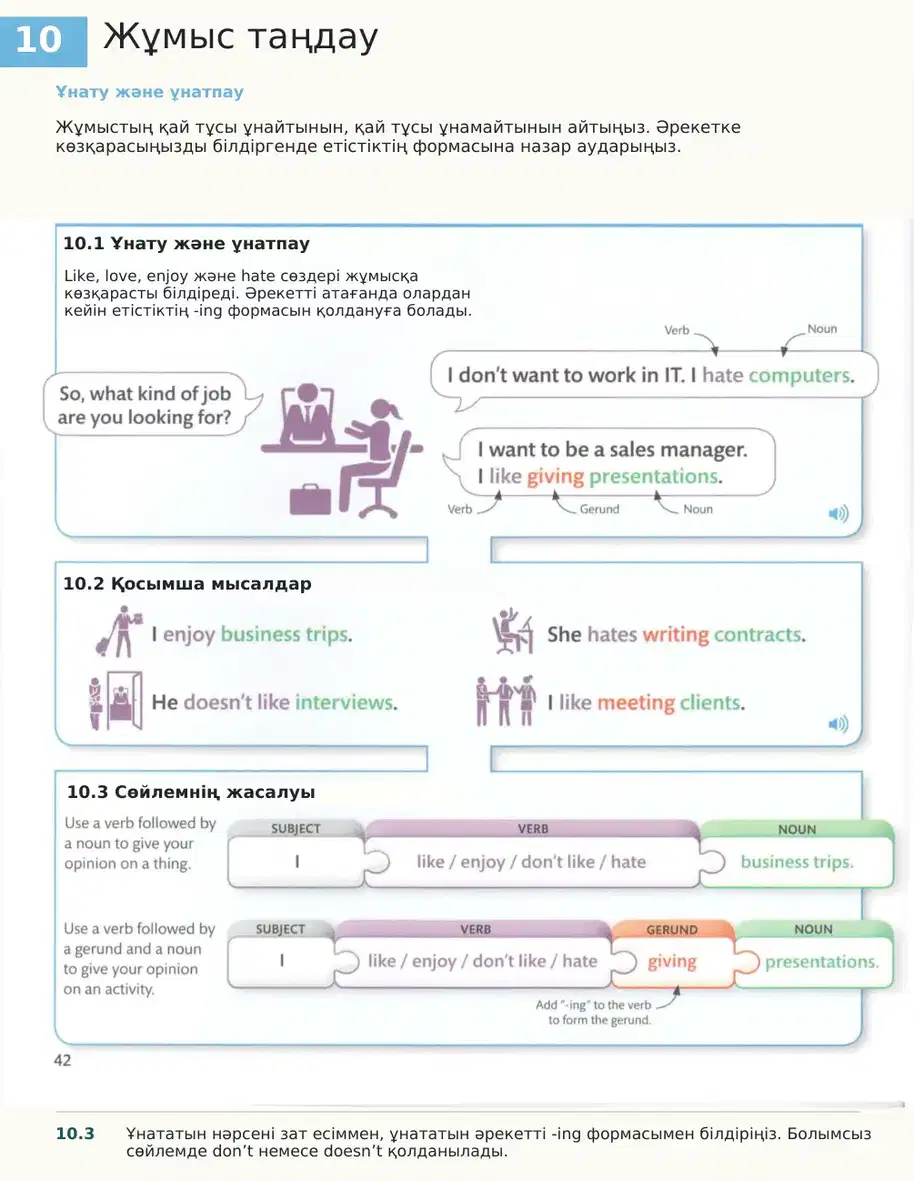 10 Жұмыс таңдау
Ұнату және ұнатпау
Жұмыстың қай тұсы ұнайтынын, қай тұсы ұнамайтынын айтыңыз. Әрекетке
көзқарасыңызды білдіргенде етістіктің формасына назар аударыңыз.
10.1 Ұнату және ұнатпау
Like, love, enjoy және hate сөздері жұмысқа
көзқарасты білдіреді. Әрекетті атағанда олардан
кейін етістіктің -ing формасын қолдануға болады.
Verb Noun
I don't want to work in IT. I hate computers.
So, what kind of job
are you looking for?
I want to be a sales manager.
I like giving presentations.
Verb Gerund Noun
10.2 Қосымша мысалдар
I enjoy business trips.
She hates writing contracts.
He doesn't like interviews.
I like meeting clients.
10.3 Сөйлемнің жасалуы
Use a verb followed by
a noun to give your
opinion on a thing.
SUBJECT VERB NOUN
I like / enjoy / don't like / hate business trips.
Use a verb followed by
a gerund and a noun
to give your opinion
on an activity.
SUBJECT VERB GERUND NOUN
I like / enjoy / don't like / hate giving presentations.
Add "-ing" to the verb
to form the gerund.
42
10.3 Ұнататын нәрсені зат есіммен, ұнататын әрекетті -ing формасымен білдіріңіз. Болымсыз
сөйлемде don't немесе doesn't қолданылады.